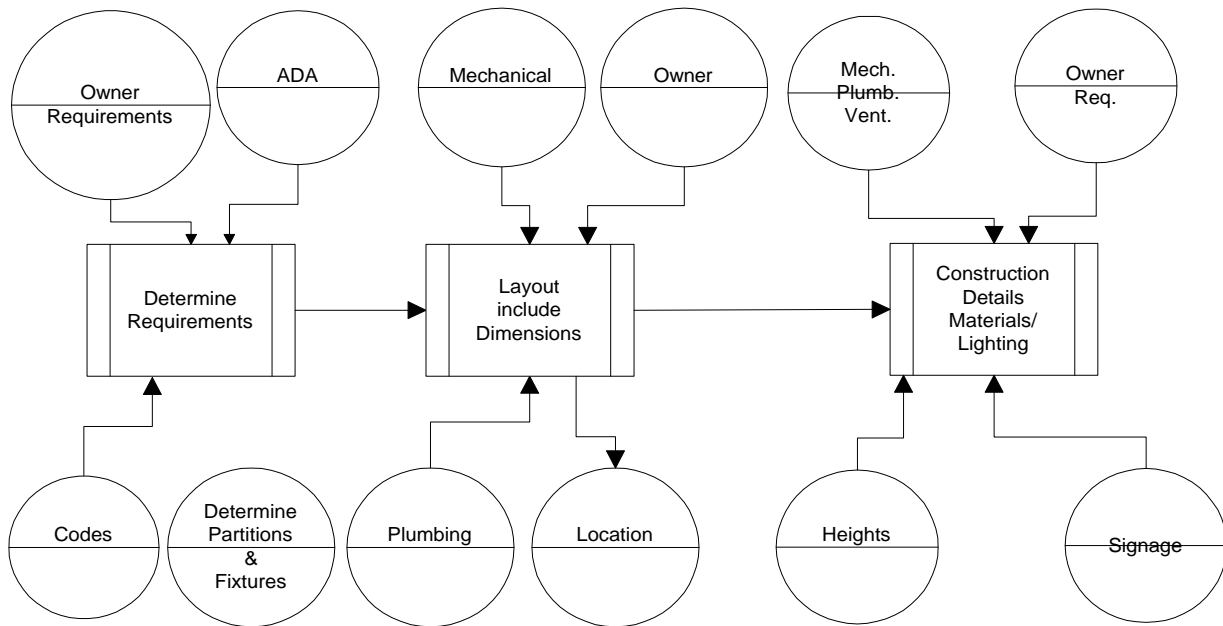 Owner
Requirements
ADA
Mechanical
Owner
Mech.
Plumb.
Vent.
Owner
Req.
Determine
Requirements
Layout
include
Dimensions
Construction
Details
Materials/
Lighting
Codes
Determine
Partitions
&
Fixtures
Plumbing
Location
Heights
Signage